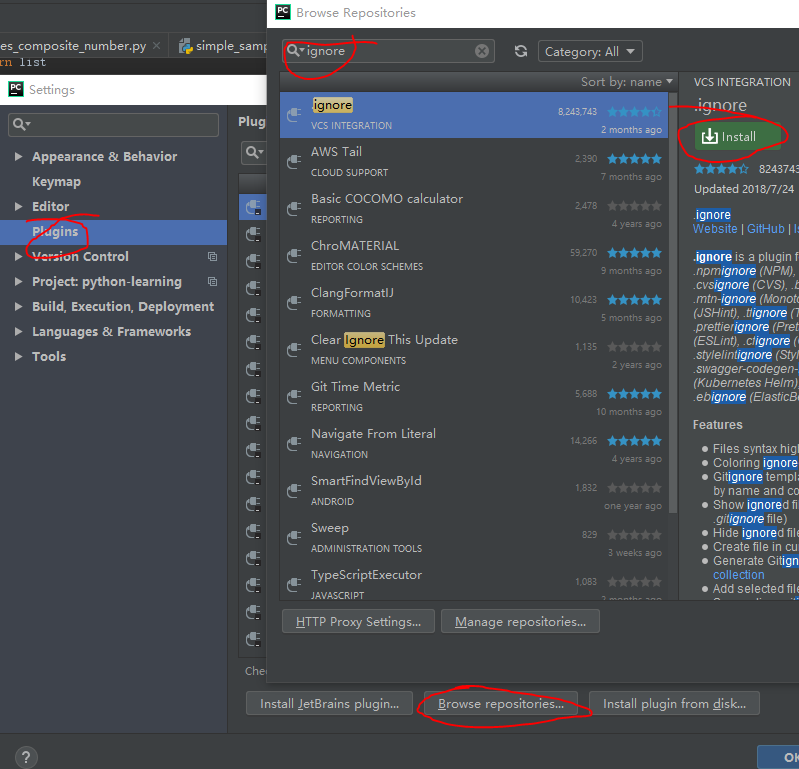 PC Browse Repositories
es_composite_number.py
simple_samp
rn list
PC Settings
Appearance & Behavior
Keymap
Editor
Plugins
Version Control
Project: python-learning
Build, Execution, Deployment
Languages & Frameworks
Tools
?
Plug
ignore
Category: All
Sort by: name
.ignore
8,243,743
VCS INTEGRATION
2 months ago
AWS Tail
2,390
CLOUD SUPPORT
7 months ago
Basic COCOMO calculator
2,478
REPORTING
4 years ago
ChroMATERIAL
59,270
EDITOR COLOR SCHEMES
9 months ago
ClangFormatIJ
10,423
FORMATTING
5 months ago
Clear Ignore This Update
1,135
MENU COMPONENTS
2 years ago
Git Time Metric
5,688
REPORTING
10 months ago
Navigate From Literal
14,266
NAVIGATION
4 years ago
SmartFindViewById
1,832
ANDROID
one year ago
Sweep
829
ADMINISTRATION TOOLS
3 weeks ago
TypeScriptExecutor
1,083
JAVASCRIPT
VCS INTEGRATION
.ignore
Install
8243743
Updated 2018/7/24
.ignore
Website | GitHub | Is
.ignore is a plugin f
.npmignore (NPM),
.cvsignore (CVS), .b
.mtn-ignore (Monoto
(JSHint), .tfignore (T
.prettierignore (Pret
ESLint), .cfignore (
.stylelintignore (Sty
.swagger-codegen-
(Kubernetes Helm),
.ebignore (ElasticBe
Features
Files syntax high
Coloring ignore
Gitignore templa
by name and co
Show ignored fi
.gitignore file)
Hide ignored file
Create file in cu
Generate Gitign
collection
Add selected file
HTTP Proxy Settings...
Manage repositories...
Chec
Install JetBrains plugin...
Browse repositories...
Install plugin from disk...
OK